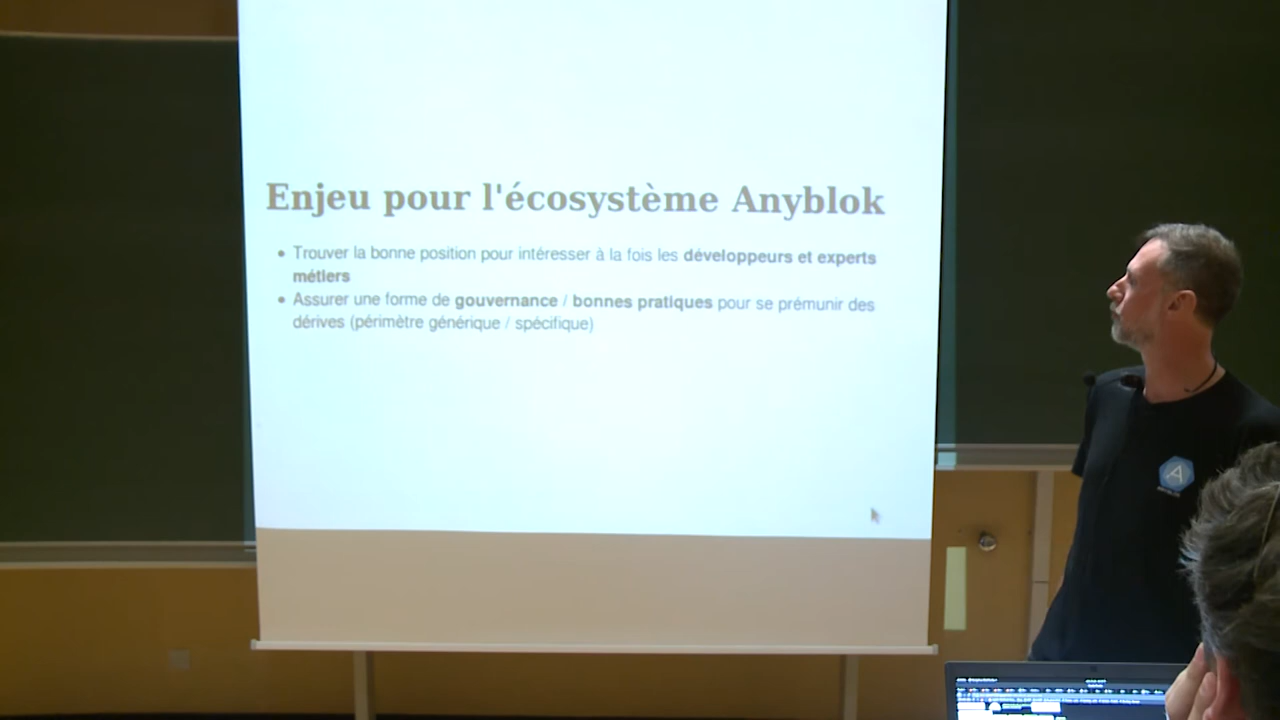 Enjeu pour l'écosystème Anyblok
• Trouver la bonne position pour intéresser à la fois les développeurs et experts
métiers
• Assurer une forme de gouvernance / bonnes pratiques pour se prémunir des
dérives (périmètre générique / spécifique)
A